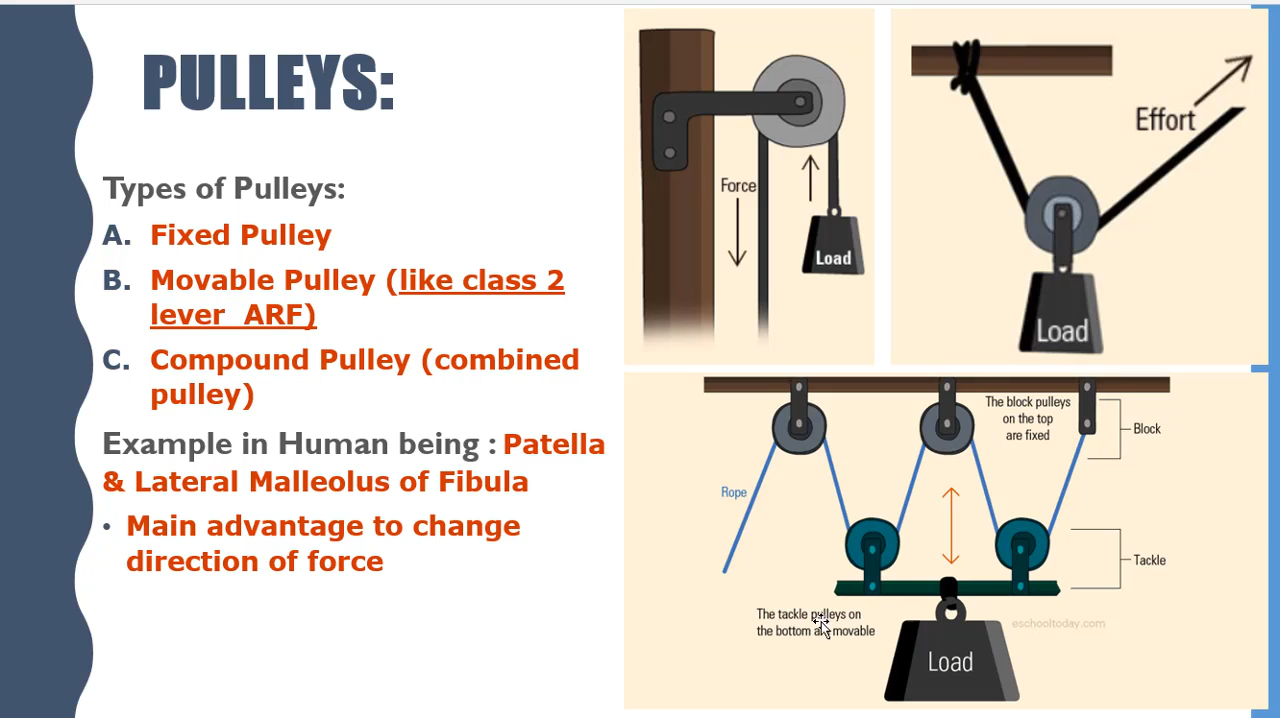 PULLEYS:
Types of Pulleys:
A. Fixed Pulley
B. Movable Pulley (like class 2
lever ARF)
C. Compound Pulley (combined
pulley)
Example in Human being : Patella
& Lateral Malleolus of Fibula
• Main advantage to change
direction of force
Force
Load
Effort
Load
The block pulleys
on the top
are fixed
Block
Rope
Tackle
The tackle pulleys on
the bottom are movable
eschooltoday.com
Load